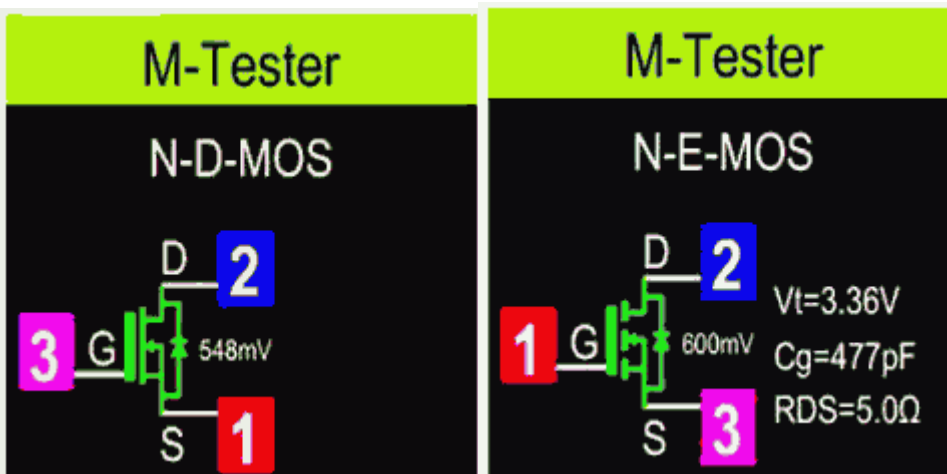 M-Tester
N-D-MOS
D
2
3
G
548mV
S
1
M-Tester
N-E-MOS
D
2
Vt=3.36V
1
G
600mV
Cg=477pF
S
3
RDS=5.0Ω